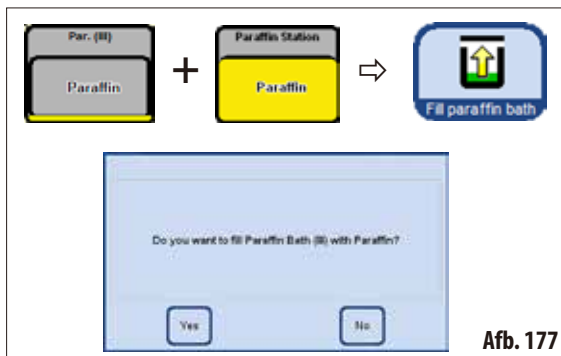 Par. (III)
Paraffin
+
Paraffin Station
Paraffin
⇨
Fill paraffin bath
Do you want to fill Paraffin Bath (III) with Paraffin?
Yes
No
Afb. 177